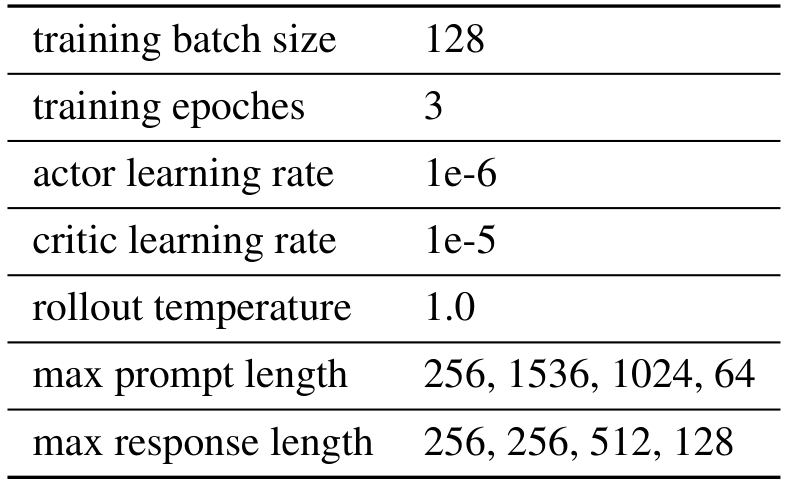 training batch size 128
training epoches 3
actor learning rate 1e-6
critic learning rate 1e-5
rollout temperature 1.0
max prompt length 256, 1536, 1024, 64
max response length 256, 256, 512, 128